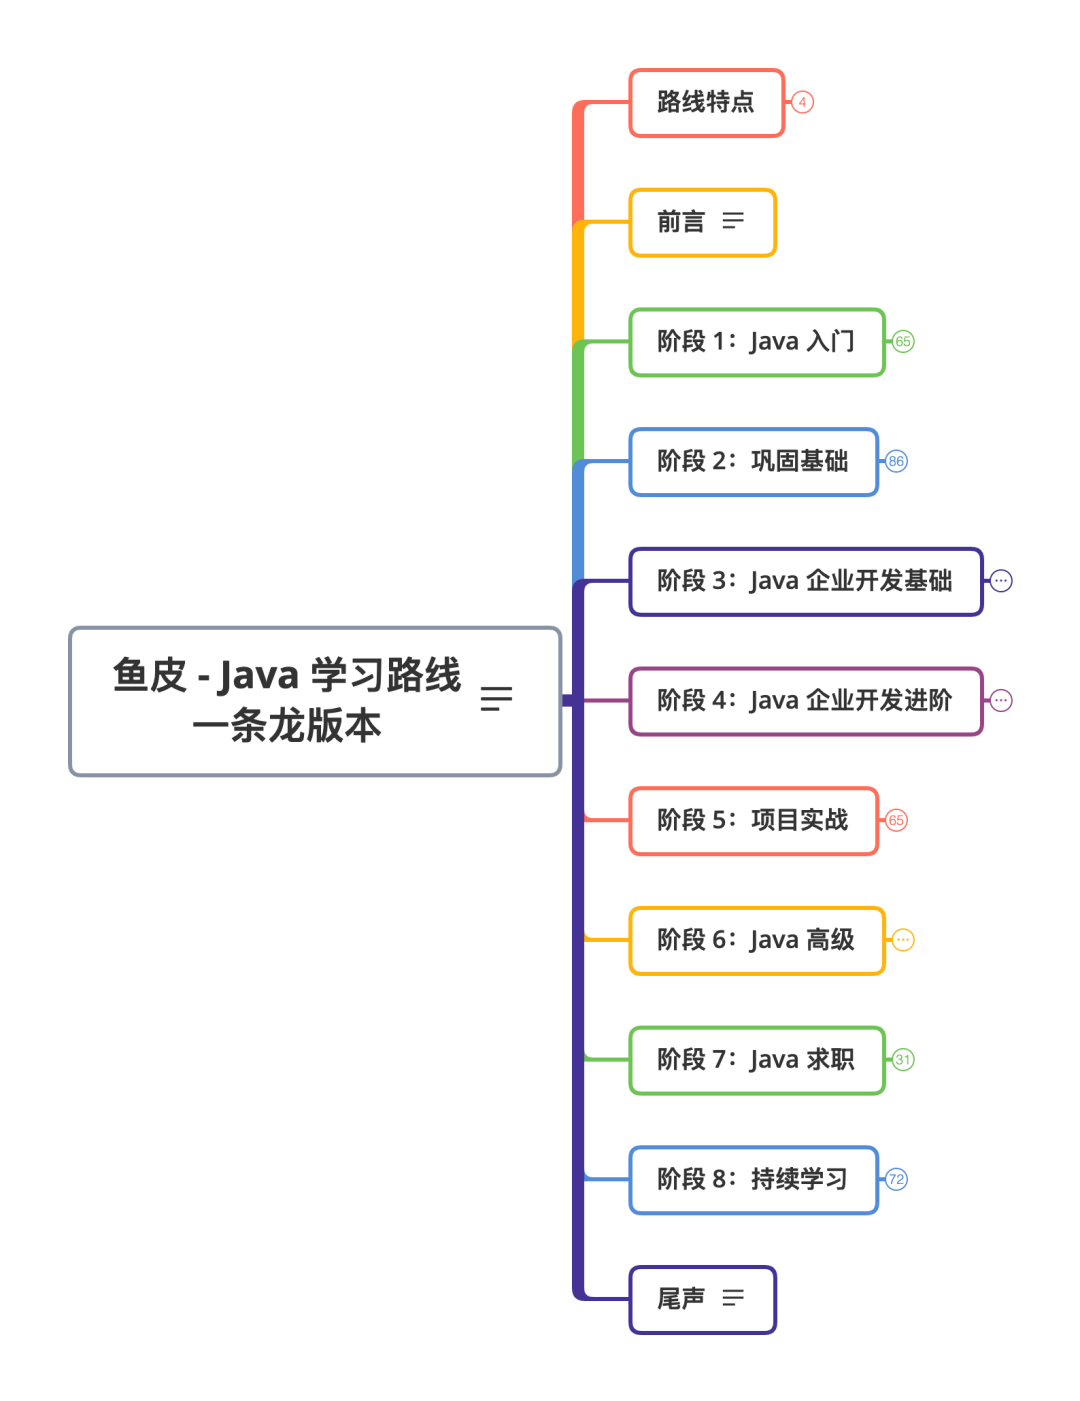 路线特点 4
前言
阶段 1：Java 入门 65
阶段 2：巩固基础 86
阶段 3：Java 企业开发基础 ...
鱼皮 - Java 学习路线
一条龙版本
阶段 4：Java 企业开发进阶 ...
阶段 5：项目实战 65
阶段 6：Java 高级 ...
阶段 7：Java 求职 31
阶段 8：持续学习 72
尾声